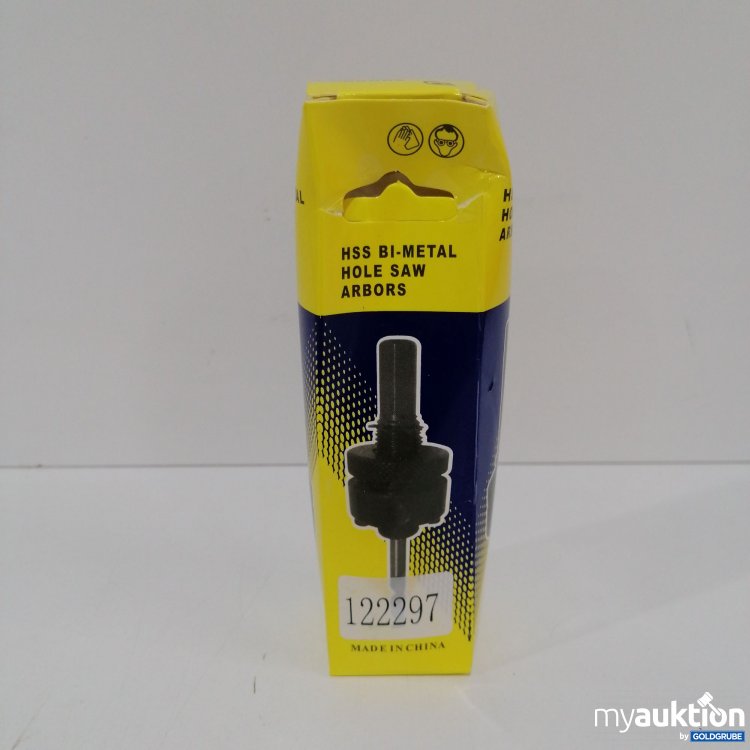 HSS BI-METAL
HOLE SAW
ARBORS
122297
MADE IN CHINA
myauktion
by GOLDGRUBE